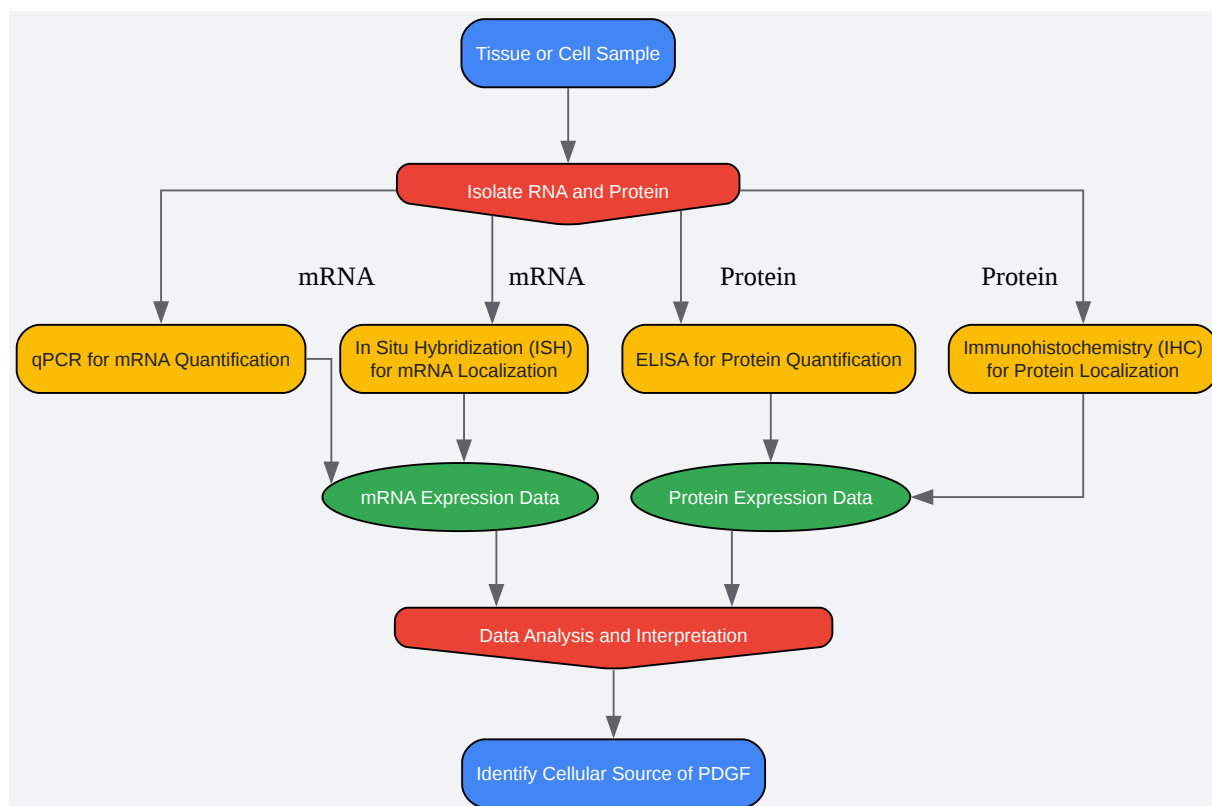 Tissue or Cell Sample
Isolate RNA and Protein
mRNA
mRNA
Protein
Protein
qPCR for mRNA Quantification
In Situ Hybridization (ISH)
for mRNA Localization
ELISA for Protein Quantification
Immunohistochemistry (IHC)
for Protein Localization
mRNA Expression Data
Protein Expression Data
Data Analysis and Interpretation
Identify Cellular Source of PDGF